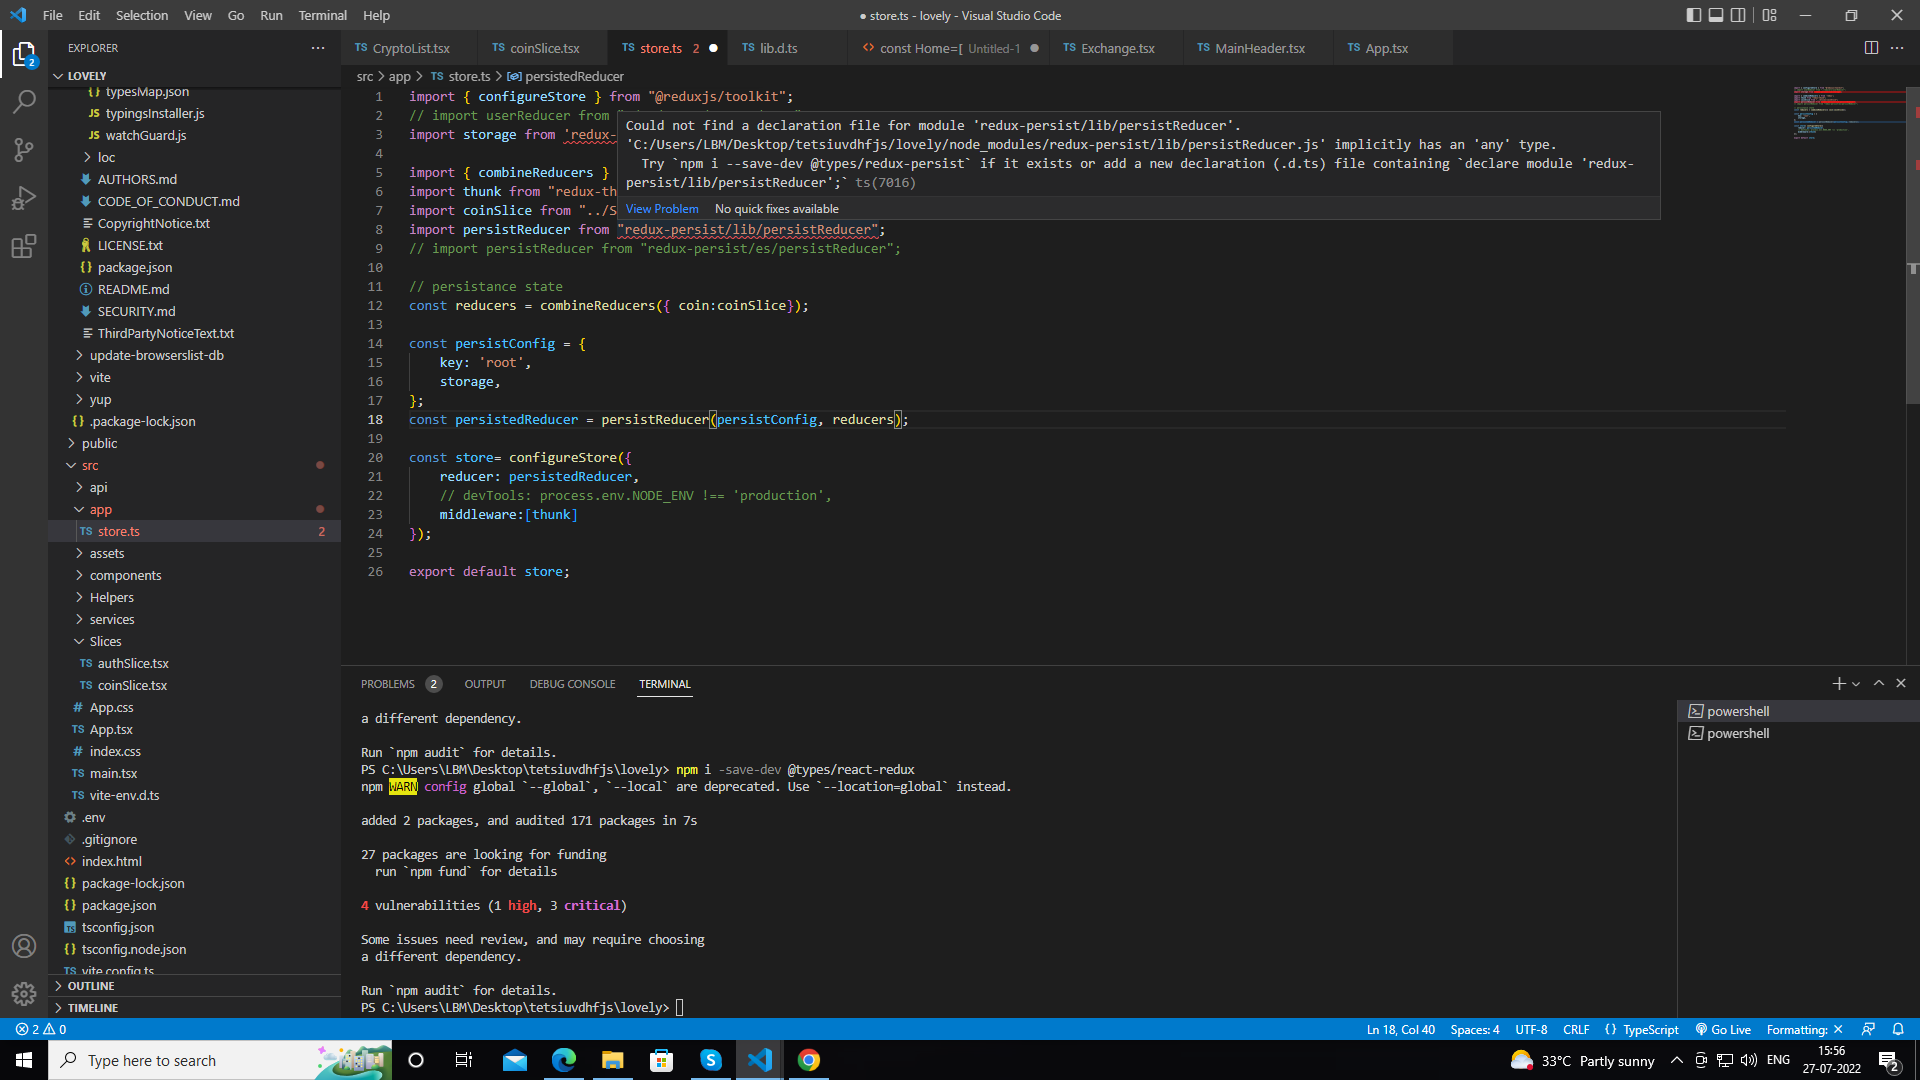 File Edit Selection View Go Run Terminal Help
● store.ts - lovely - Visual Studio Code
EXPLORER
2
LOVELY
{} typesMap.json
JS typingsInstaller.js
JS watchGuard.js
loc
AUTHORS.md
CODE_OF_CONDUCT.md
CopyrightNotice.txt
LICENSE.txt
{} package.json
README.md
SECURITY.md
ThirdPartyNoticeText.txt
update-browserslist-db
vite
yup
{} .package-lock.json
public
src
api
app
TS store.ts 2
assets
components
Helpers
services
Slices
TS authSlice.tsx
TS coinSlice.tsx
# App.css
TS App.tsx
# index.css
TS main.tsx
TS vite-env.d.ts
.env
.gitignore
<> index.html
{} package-lock.json
{} package.json
tsconfig.json
{} tsconfig.node.json
TS vite.config.ts
OUTLINE
TIMELINE
TS CryptoList.tsx TS coinSlice.tsx TS store.ts 2 ● TS lib.d.ts <> const Home=[ Untitled-1 ● TS Exchange.tsx TS MainHeader.tsx TS App.tsx
src > app > TS store.ts > persistedReducer
1 import { configureStore } from "@reduxjs/toolkit";
2 // import userReducer from
3 import storage from 'redux-
4
5 import { combineReducers }
6 import thunk from "redux-th
7 import coinSlice from "../S
8 import persistReducer from "redux-persist/lib/persistReducer";
9 // import persistReducer from "redux-persist/es/persistReducer";
10
11 // persistance state
12 const reducers = combineReducers({ coin:coinSlice});
13
14 const persistConfig = {
15 key: 'root',
16 storage,
17 };
18 const persistedReducer = persistReducer(persistConfig, reducers);
19
20 const store= configureStore({
21 reducer: persistedReducer,
22 // devTools: process.env.NODE_ENV !== 'production',
23 middleware:[thunk]
24 });
25
26 export default store;
Could not find a declaration file for module 'redux-persist/lib/persistReducer'.
'C:/Users/LBM/Desktop/tetsiuvdhfjs/lovely/node_modules/redux-persist/lib/persistReducer.js' implicitly has an 'any' type.
Try `npm i --save-dev @types/redux-persist` if it exists or add a new declaration (.d.ts) file containing `declare module 'redux-
persist/lib/persistReducer';` ts(7016)
View Problem No quick fixes available
PROBLEMS 2 OUTPUT DEBUG CONSOLE TERMINAL
a different dependency.
Run `npm audit` for details.
PS C:\Users\LBM\Desktop\tetsiuvdhfjs\lovely> npm i -save-dev @types/react-redux
npm WARN config global `--global`, `--local` are deprecated. Use `--location=global` instead.
added 2 packages, and audited 171 packages in 7s
27 packages are looking for funding
run `npm fund` for details
4 vulnerabilities (1 high, 3 critical)
Some issues need review, and may require choosing
a different dependency.
Run `npm audit` for details.
PS C:\Users\LBM\Desktop\tetsiuvdhfjs\lovely>
powershell
powershell
2 0
Ln 18, Col 40 Spaces: 4 UTF-8 CRLF {} TypeScript Go Live Formatting: ✕
Type here to search
33°C Partly sunny
ENG
15:56
27-07-2022
2